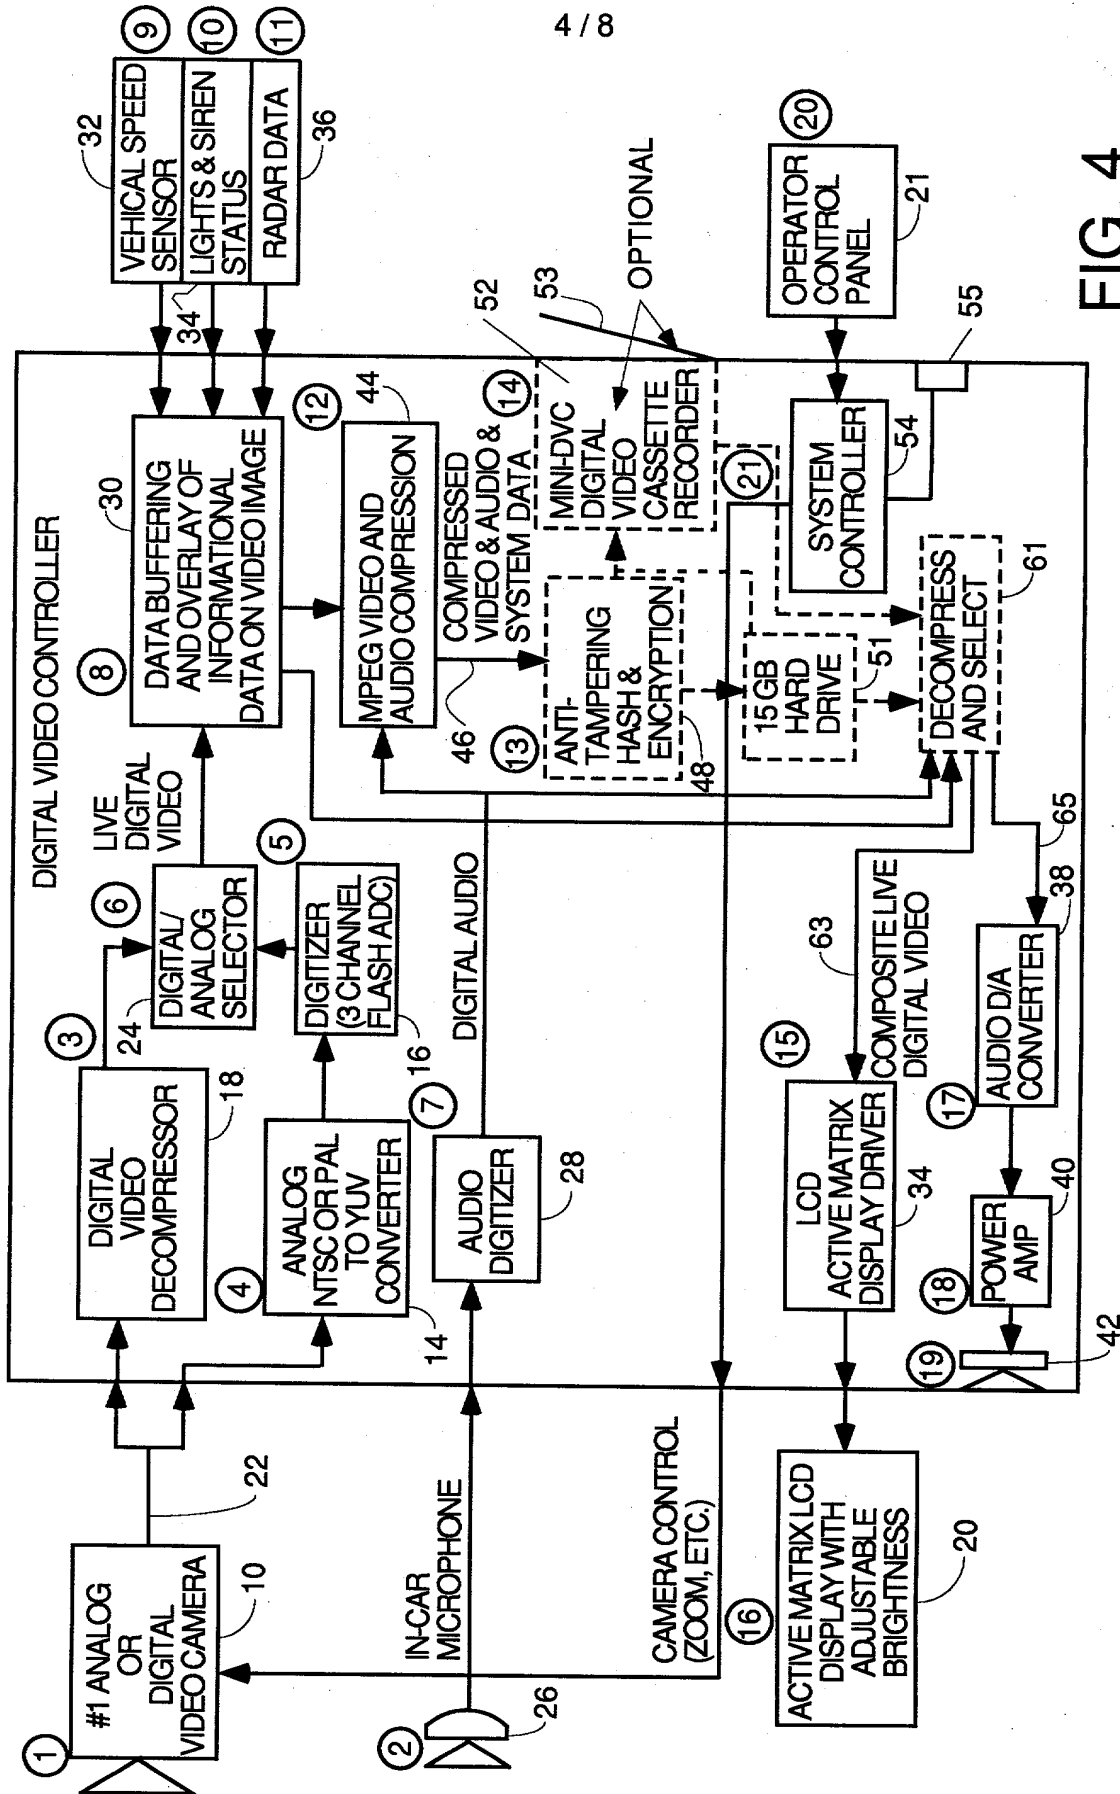 4 / 8
DIGITAL VIDEO CONTROLLER
1
#1 ANALOG
OR
DIGITAL
VIDEO CAMERA
10
22
3
DIGITAL
VIDEO
DECOMPRESSOR
18
4
ANALOG
NTSC OR PAL
TO YUV
CONVERTER
14
6
DIGITAL/
ANALOG
SELECTOR
24
5
DIGITIZER
(3 CHANNEL
FLASH ADC)
16
LIVE
DIGITAL
VIDEO
8
DATA BUFFERING
AND OVERLAY OF
INFORMATIONAL
DATA ON VIDEO IMAGE
30
9
VEHICAL SPEED
SENSOR
32
10
LIGHTS & SIREN
STATUS
34
11
RADAR DATA
36
2
26
IN-CAR
MICROPHONE
7
AUDIO
DIGITIZER
28
DIGITAL AUDIO
12
MPEG VIDEO AND
AUDIO COMPRESSION
44
46
COMPRESSED
VIDEO & AUDIO &
SYSTEM DATA
13
ANTI-
TAMPERING
HASH &
ENCRYPTION
48
14
MINI-DVC
DIGITAL
VIDEO
CASSETTE
RECORDER
52
53
OPTIONAL
15 GB
HARD
DRIVE
51
21
CAMERA CONTROL
(ZOOM, ETC.)
SYSTEM
CONTROLLER
54
55
20
OPERATOR
CONTROL
PANEL
21
DECOMPRESS
AND SELECT
61
63
COMPOSITE LIVE
DIGITAL VIDEO
65
15
LCD
ACTIVE MATRIX
DISPLAY DRIVER
34
16
ACTIVE MATRIX LCD
DISPLAY WITH
ADJUSTABLE
BRIGHTNESS
20
17
AUDIO D/A
CONVERTER
38
18
POWER
AMP
40
19
42
FIG. 4